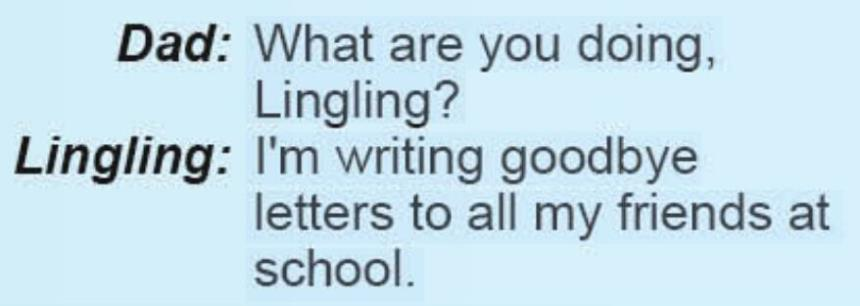 Dad: What are you doing,
Lingling?
Lingling: I'm writing goodbye
letters to all my friends at
school.